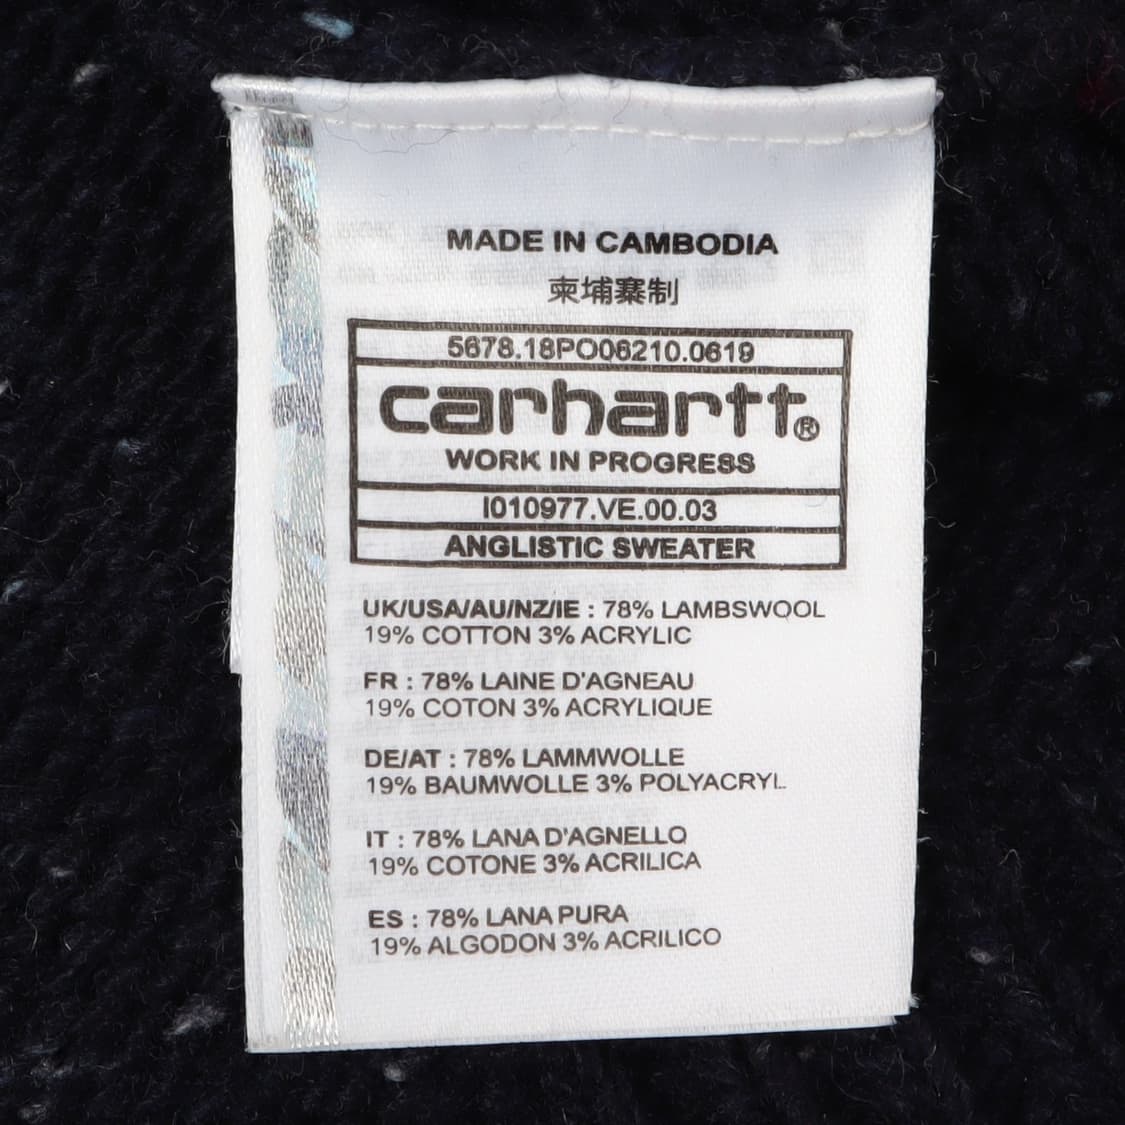 MADE IN CAMBODIA
柬埔寨制
5678.18PO06210.0619
carhartt®
WORK IN PROGRESS
I010977.VE.00.03
ANGLISTIC SWEATER
UK/USA/AU/NZ/IE : 78% LAMBSWOOL
19% COTTON 3% ACRYLIC
FR : 78% LAINE D'AGNEAU
19% COTON 3% ACRYLIQUE
DE/AT : 78% LAMMWOLLE
19% BAUMWOLLE 3% POLYACRYL
IT : 78% LANA D'AGNELLO
19% COTONE 3% ACRILICA
ES : 78% LANA PURA
19% ALGODON 3% ACRILICO